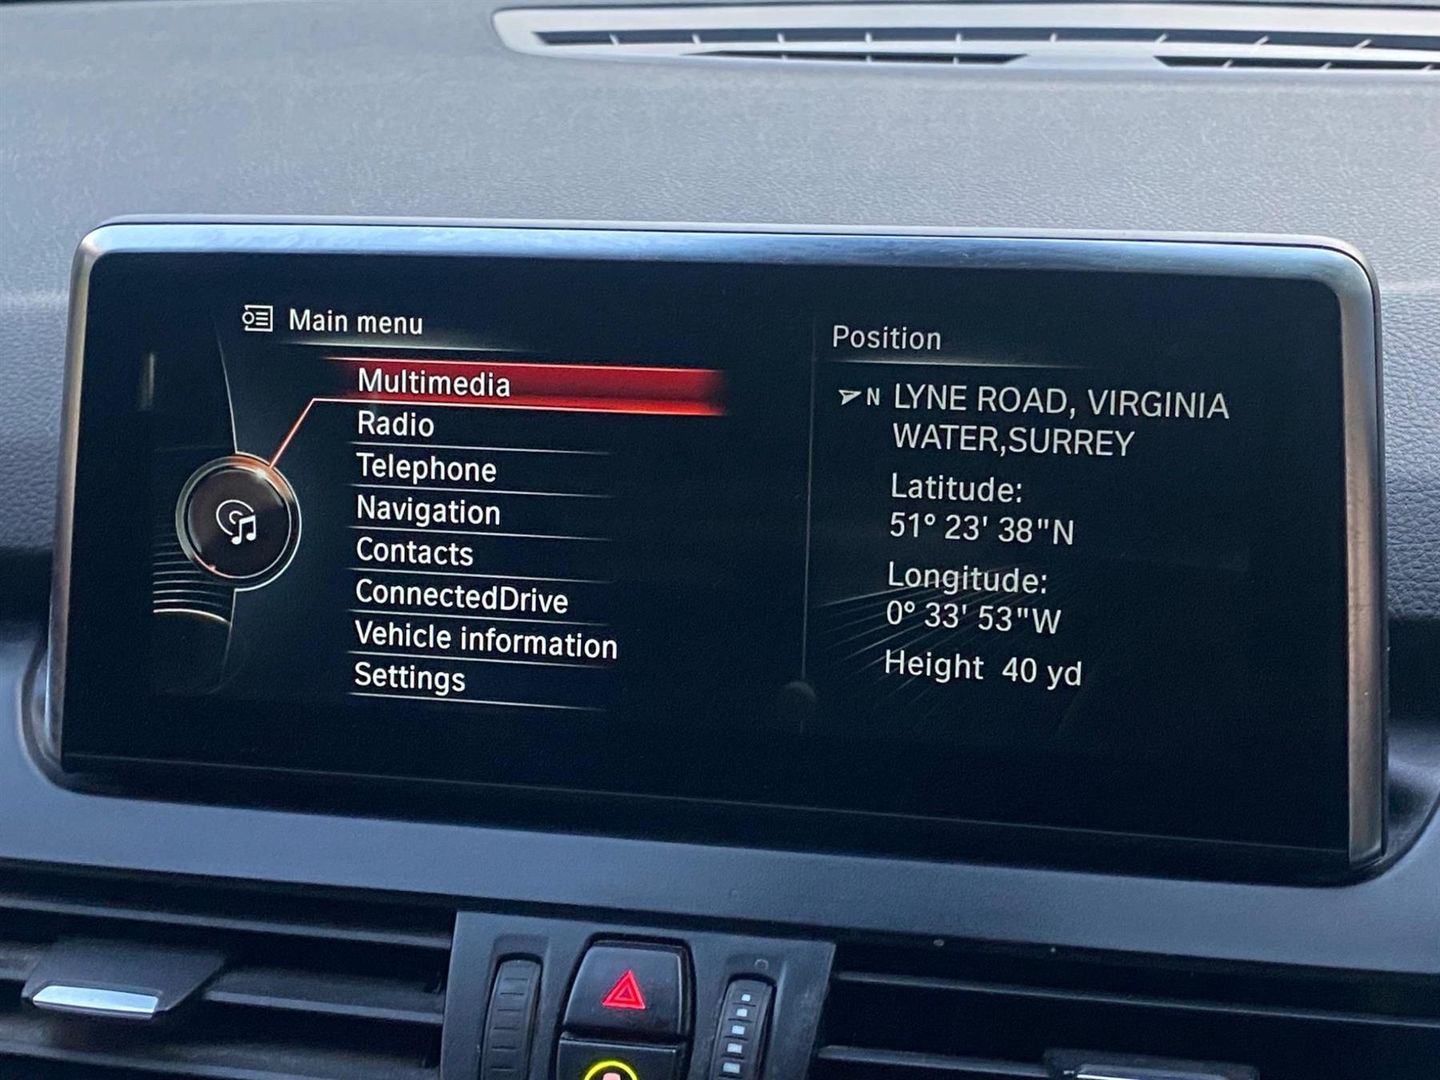 Main menu
Multimedia
Radio
Telephone
Navigation
Contacts
ConnectedDrive
Vehicle information
Settings
Position
N LYNE ROAD, VIRGINIA
WATER,SURREY
Latitude:
51° 23' 38"N
Longitude:
0° 33' 53"W
Height 40 yd